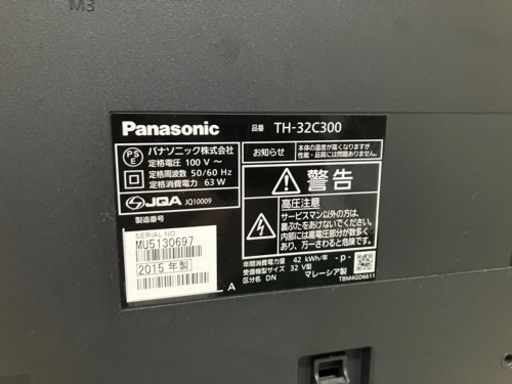 M3
Panasonic
品番 TH-32C300
PS E パナソニック株式会社
定格電圧 100 V ～
定格周波数 50/60 Hz
定格消費電力 63 W
JQA JQ10009
製造番号
SERIAL NO.
MU5130697
2015 年製
A
お知らせ
本体の温度が高くなりますが
性能・品質には問題ありません。
警告
高圧注意
サービスマン以外の方は、
裏ぶたをあけないでください。
内部には高電圧部分が数多く
あり、万一さわると危険です。
年間消費電力量 42 kWh/年 - p -
受信機型サイズ 32 V型
区分名 DN
マレーシア製
TBM4GD6611